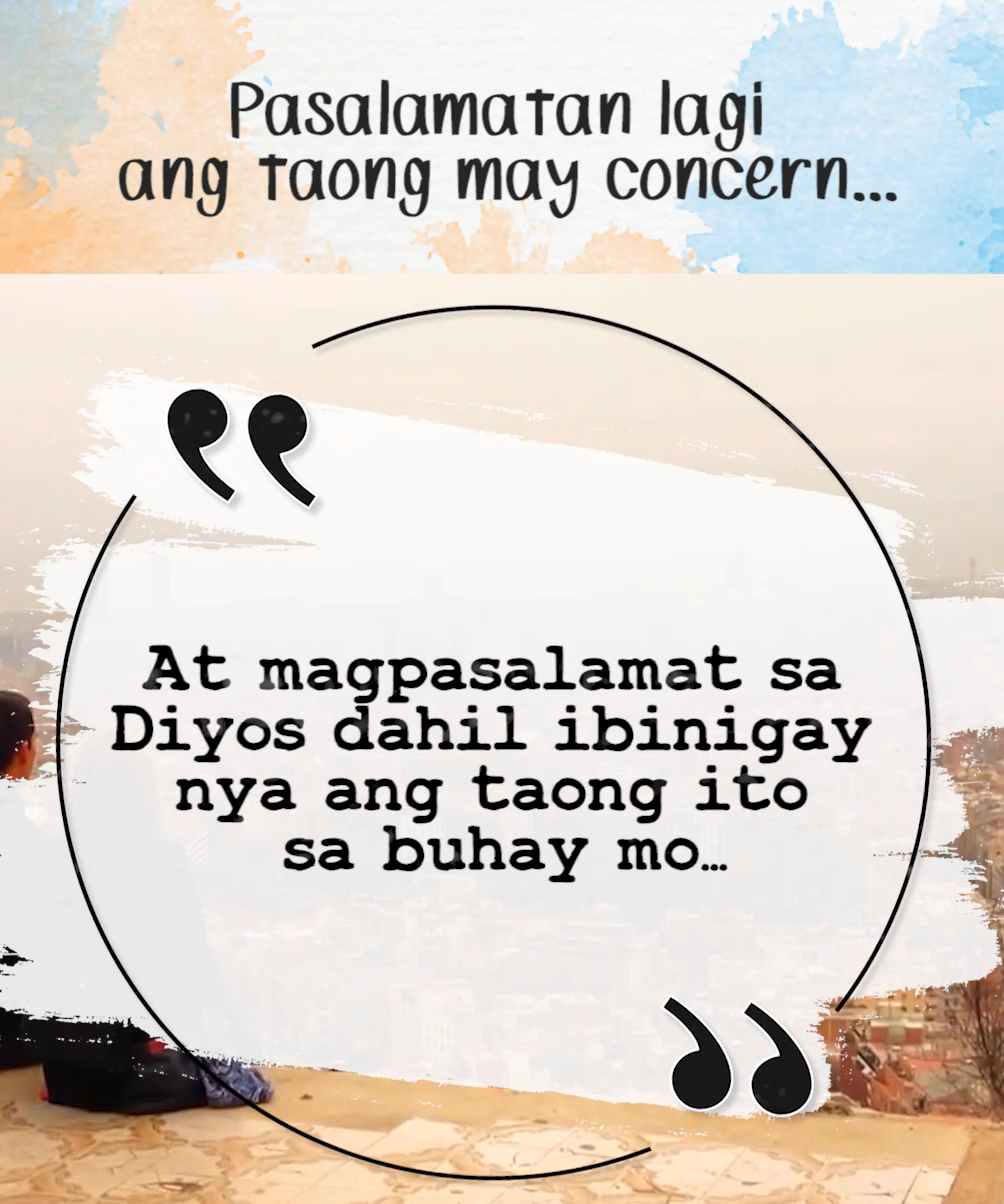 Pasalamatan lagi
ang taong may concern...
At magpasalamat sa
Diyos dahil ibinigay
nya ang taong ito
sa buhay mo...